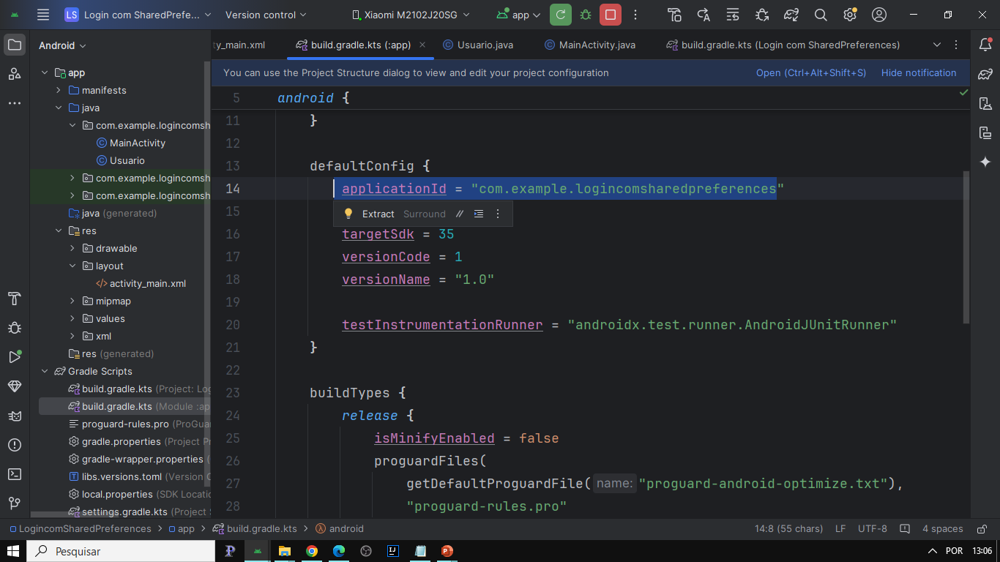 LS Login com SharedPrefe... Version control Xiaomi M2102J20SG app
Android
app
manifests
java
com.example.logincomsh
MainActivity
Usuario
com.example.logincomsh
com.example.logincomsh
java (generated)
res
drawable
layout
activity_main.xml
mipmap
values
xml
res (generated)
Gradle Scripts
build.gradle.kts (Project: Log
build.gradle.kts (Module :ap
proguard-rules.pro (ProGua
gradle.properties (Project Pr
gradle-wrapper.properties (
libs.versions.toml (Version C
local.properties (SDK Locatio
settings.gradle.kts (Project S
ty_main.xml build.gradle.kts (:app) Usuario.java MainActivity.java build.gradle.kts (Login com SharedPreferences)
You can use the Project Structure dialog to view and edit your project configuration Open (Ctrl+Alt+Shift+S) Hide notification
5 android {
11 }
12
13 defaultConfig {
14 applicationId = "com.example.logincomsharedpreferences"
15
Extract Surround
16 targetSdk = 35
17 versionCode = 1
18 versionName = "1.0"
19
20 testInstrumentationRunner = "androidx.test.runner.AndroidJUnitRunner"
21 }
22
23 buildTypes {
24 release {
25 isMinifyEnabled = false
26 proguardFiles(
27 getDefaultProguardFile( name: "proguard-android-optimize.txt"),
28 "proguard-rules.pro"
LogincomSharedPreferences > app > build.gradle.kts > android 14:8 (55 chars) LF UTF-8 4 spaces
Pesquisar POR 13:06